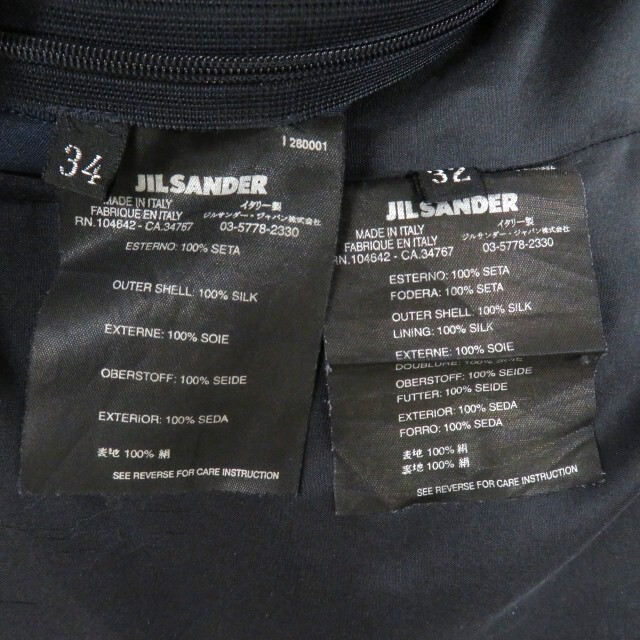 34
1 280001
JIL SANDER
MADE IN ITALY
FABRIQUE EN ITALY
RN.104642 - CA.34767
イタリー製
ジルサンダー・ジャパン株式会社
03-5778-2330
ESTERNO: 100% SETA
OUTER SHELL: 100% SILK
EXTERNE: 100% SOIE
OBERSTOFF: 100% SEIDE
EXTERIOR: 100% SEDA
表地 100% 絹
SEE REVERSE FOR CARE INSTRUCTION
32
JIL SANDER
MADE IN ITALY
FABRIQUE EN ITALY
RN.104642 - CA.34767
イタリー製
ジルサンダー・ジャパン株式会社
03-5778-2330
ESTERNO: 100% SETA
FODERA: 100% SETA
OUTER SHELL: 100% SILK
LINING: 100% SILK
EXTERNE: 100% SOIE
DOUBLURE: 100% SOIE
OBERSTOFF: 100% SEIDE
FUTTER: 100% SEIDE
EXTERIOR: 100% SEDA
FORRO: 100% SEDA
表地 100% 絹
裏地 100% 絹
SEE REVERSE FOR CARE INSTRUCTION